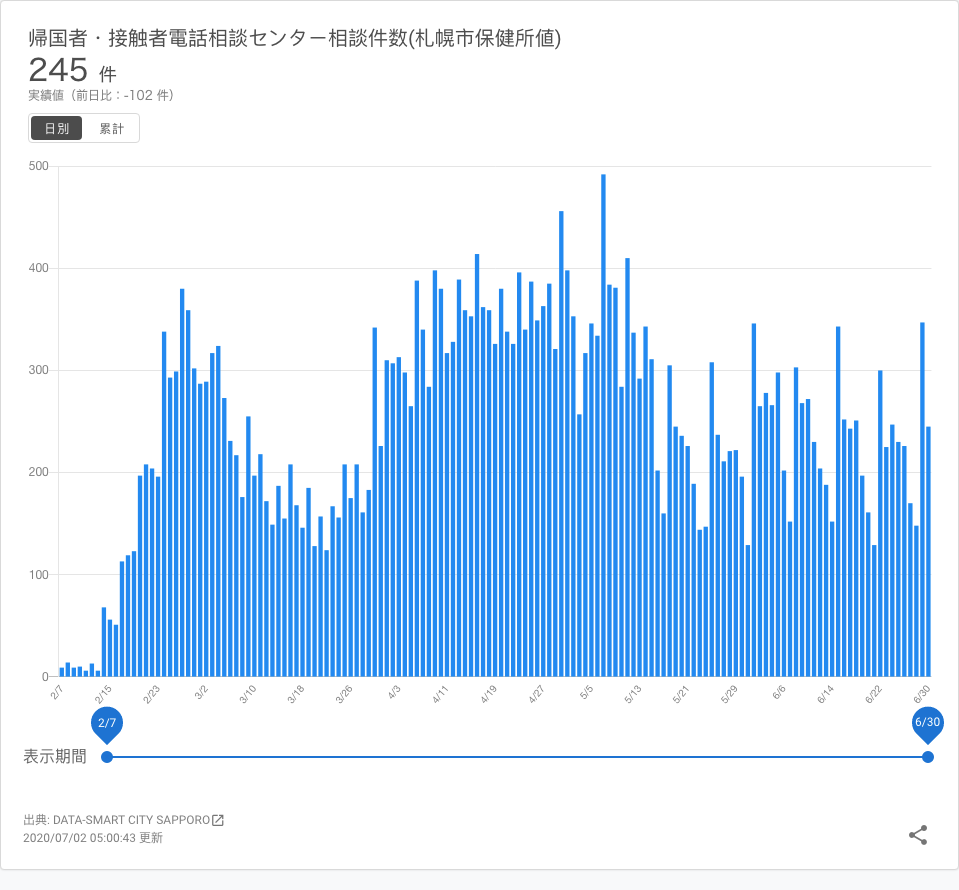 帰国者・接触者電話相談センター相談件数(札幌市保健所値)
245 件
実績値（前日比：-102 件）
日別 累計
500
400
300
200
100
0
2/7 2/15 2/23 3/2 3/10 3/18 3/26 4/3 4/11 4/19 4/27 5/5 5/13 5/21 5/29 6/6 6/14 6/22 6/30
2/7 6/30
表示期間
出典: DATA-SMART CITY SAPPORO
2020/07/02 05:00:43 更新